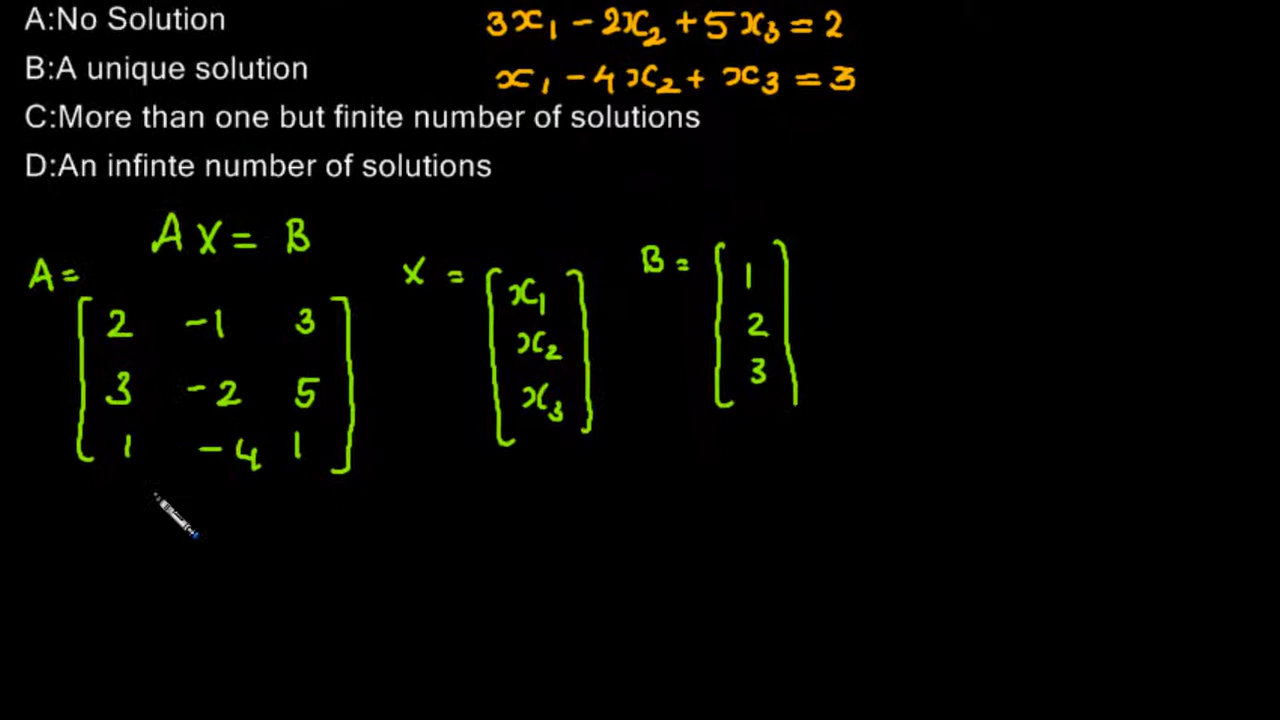 A:No Solution
3x₁ - 2x₂ + 5x₃ = 2
B:A unique solution
x₁ - 4x₂ + x₃ = 3
C:More than one but finite number of solutions
D:An infinte number of solutions
AX = B
A =
2 -1 3
3 -2 5
1 -4 1
X =
x₁
x₂
x₃
B =
1
2
3